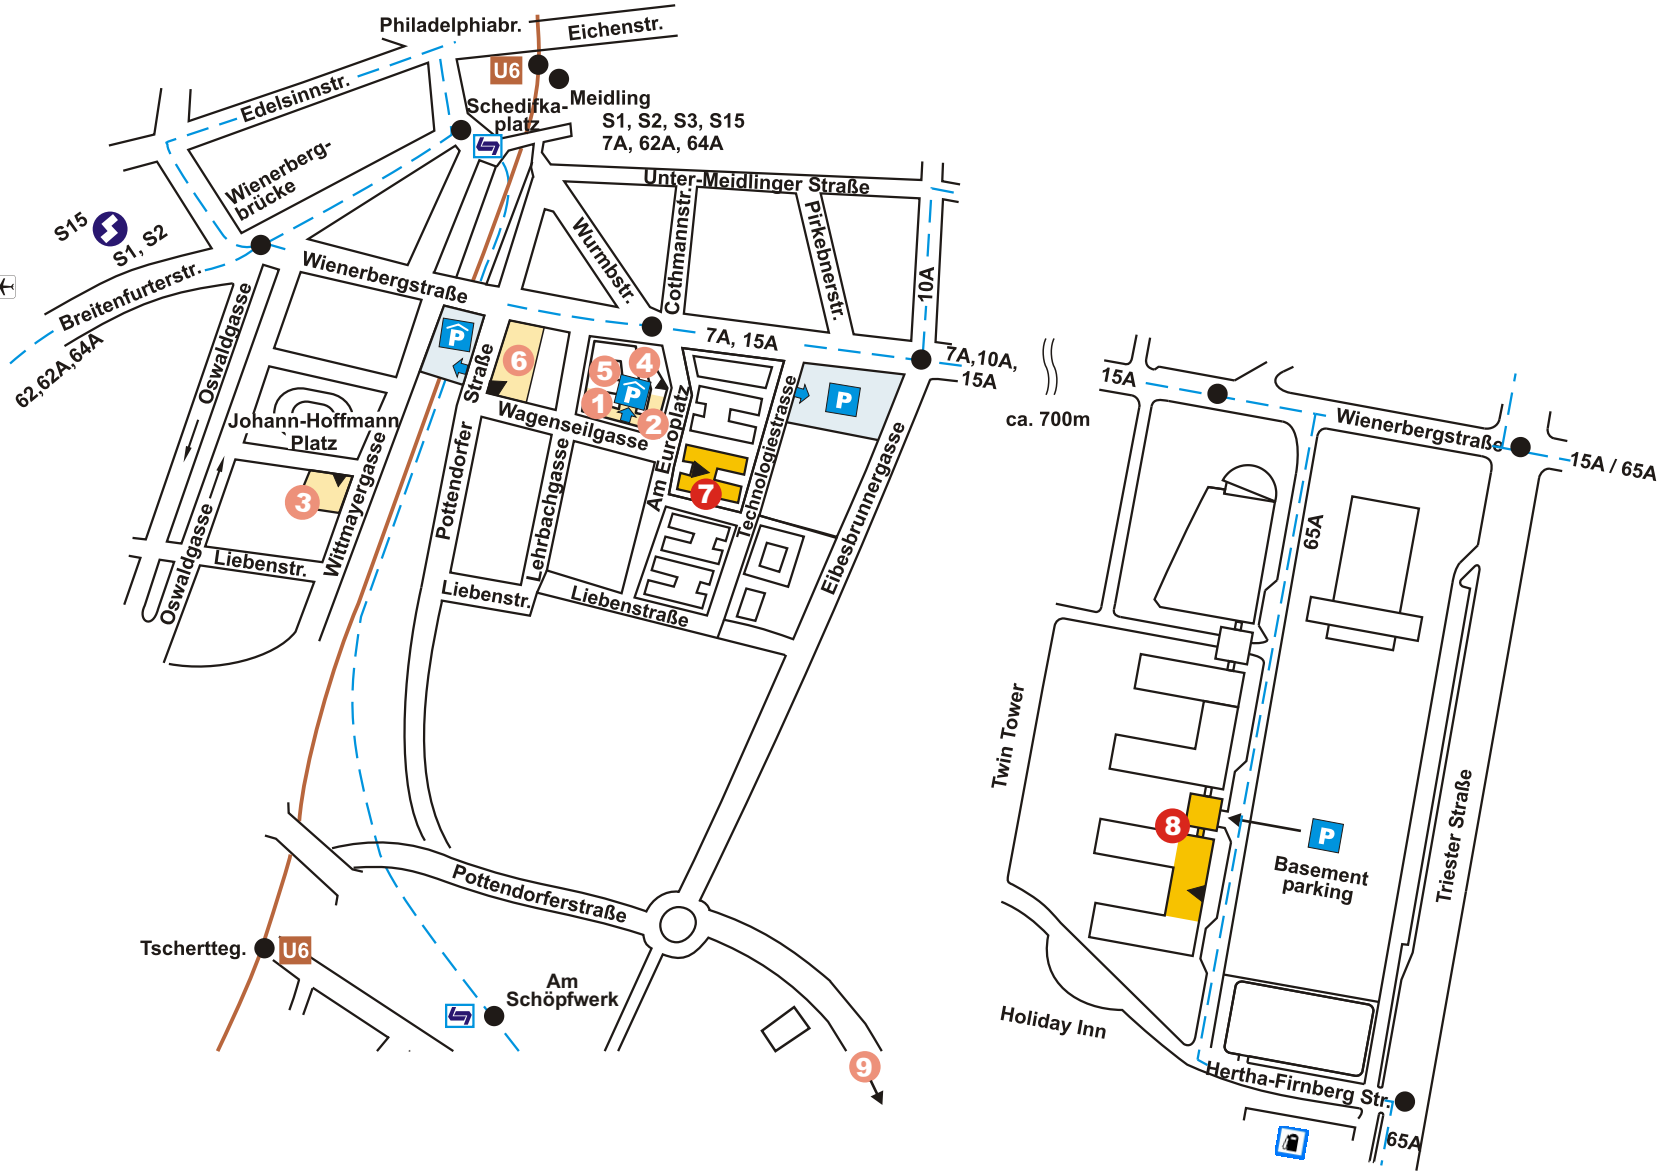 Philadelphiabr.
Eichenstr.
U6
Edelsinnstr.
Meidling
S1, S2, S3, S15
7A, 62A, 64A
Schedifka-
platz
Wienerberg-
brücke
Unter-Meidlinger Straße
S15
S1, S2
Breitenfurterstr.
62,62A,64A
Wienerbergstraße
Wurmbstr.
Cothmannstr.
Pirkebnerstr.
10A
7A, 15A
7A,10A,
15A
ca. 700m
Oswaldgasse
Oswaldgasse
Johann-Hoffmann
Platz
3
Wittmayergasse
Liebenstr.
P
Pottendorfer
Straße
6
Wagenseilgasse
5
4
P
1
2
Am Europlatz
7
Technologiestrasse
P
Eibesbrunnergasse
Lehrbachgasse
Liebenstr.
Liebenstraße
Pottendorferstraße
Tschertteg.
U6
Am
Schöpfwerk
9
15A
Wienerbergstraße
15A / 65A
65A
Twin Tower
8
P
Basement
parking
Triester Straße
Holiday Inn
Hertha-Firnberg Str.
65A